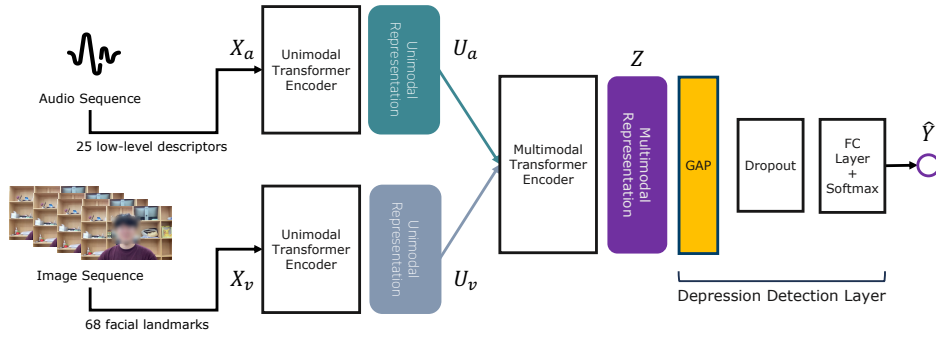 Audio Sequence
25 low-level descriptors
X_a
Unimodal
Transformer
Encoder
Unimodal
Representation
U_a
Image Sequence
68 facial landmarks
X_v
Unimodal
Transformer
Encoder
Unimodal
Representation
U_v
Multimodal
Transformer
Encoder
Z
Multimodal
Representation
GAP
Dropout
FC
Layer
+
Softmax
Ŷ
Depression Detection Layer